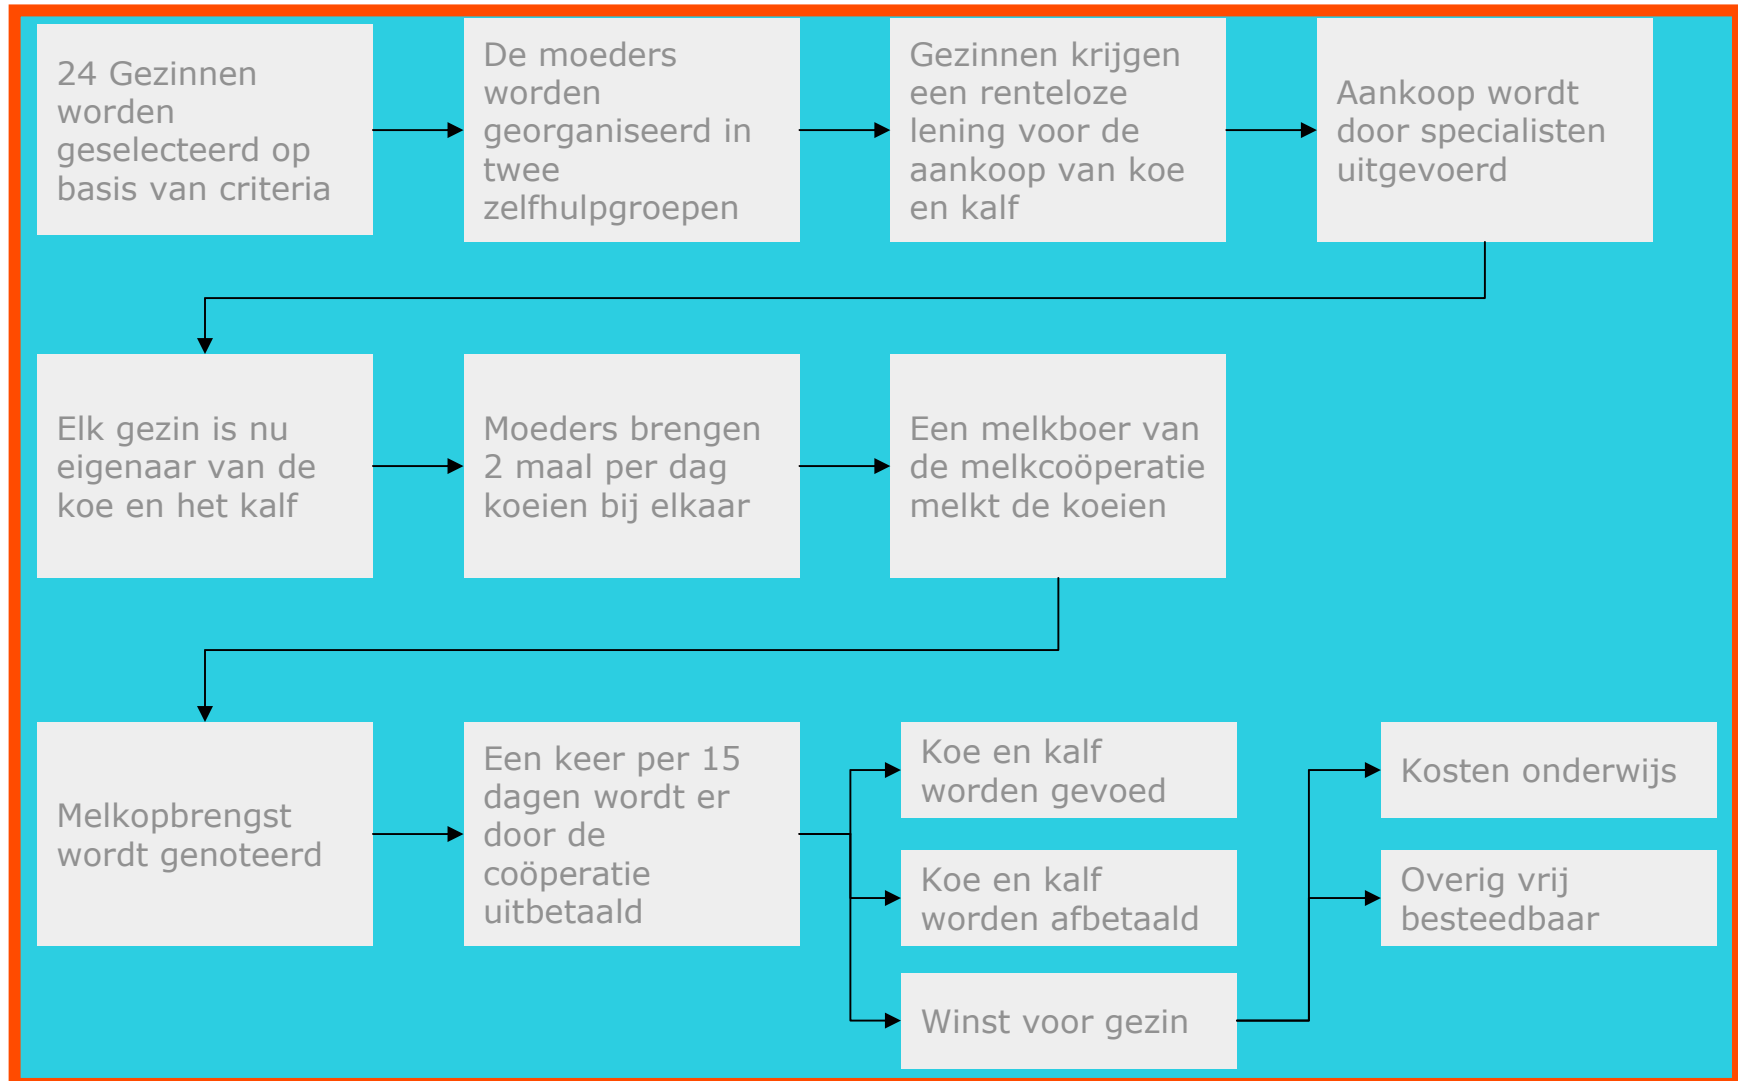 24 Gezinnen
worden
geselecteerd op
basis van criteria
De moeders
worden
georganiseerd in
twee
zelfhulpgroepen
Gezinnen krijgen
een renteloze
lening voor de
aankoop van koe
en kalf
Aankoop wordt
door specialisten
uitgevoerd
Elk gezin is nu
eigenaar van de
koe en het kalf
Moeders brengen
2 maal per dag
koeien bij elkaar
Een melkboer van
de melkcoöperatie
melkt de koeien
Melkopbrengst
wordt genoteerd
Een keer per 15
dagen wordt er
door de
coöperatie
uitbetaald
Koe en kalf
worden gevoed
Koe en kalf
worden afbetaald
Winst voor gezin
Kosten onderwijs
Overig vrij
besteedbaar